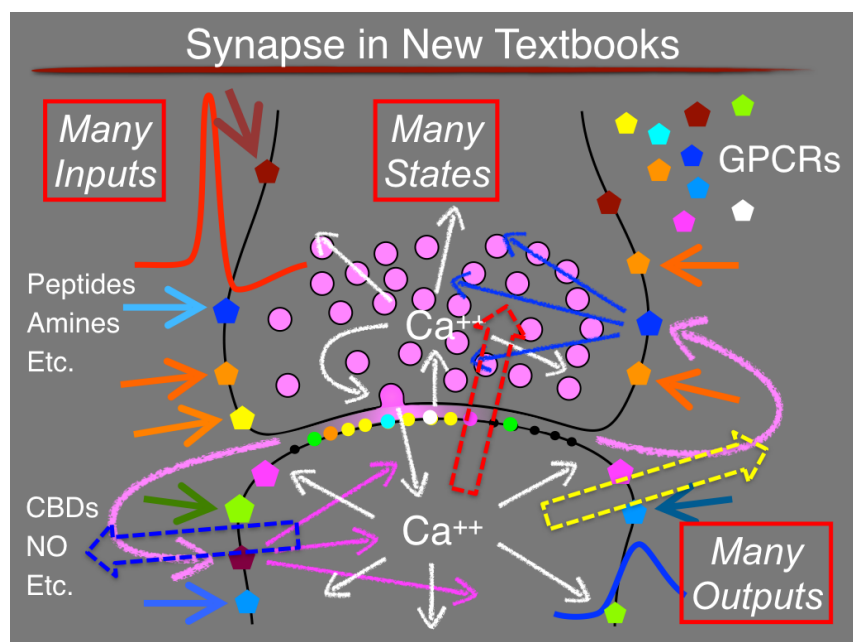 Synapse in New Textbooks
Many
Inputs
Many
States
GPCRs
Peptides
Amines
Etc.
Ca++
CBDs
NO
Etc.
Ca++
Many
Outputs